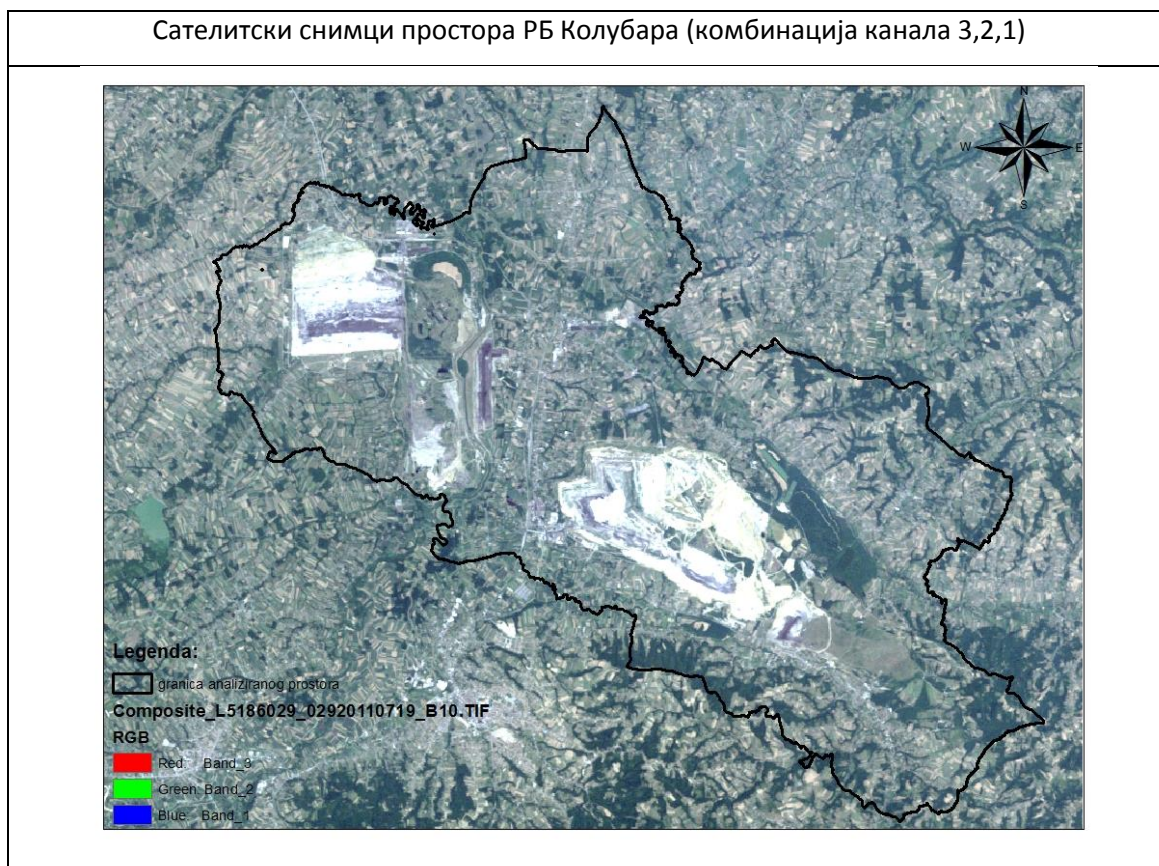 Сателитски снимци простора РБ Колубара (комбинација канала 3,2,1)
N
W
E
S
Legenda:
granica analiziranog prostora
Composite_L5186029_02920110719_B10.TIF
RGB
Red: Band_3
Green: Band_2
Blue: Band_1